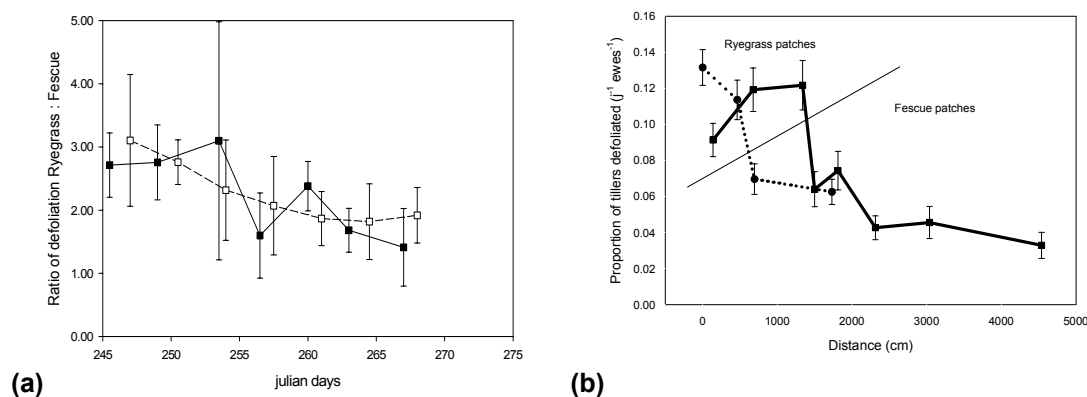 5.00
4.00
3.00
2.00
1.00
0.00
Ratio of defoliation Ryegrass : Fescue
245 250 255 260 265 270 275
julian days
(a)
0.16
0.14
0.12
0.10
0.08
0.06
0.04
0.02
0.00
Proportion of tillers defoliated (j⁻¹ ewes⁻¹)
Ryegrass patches
Fescue patches
0 1000 2000 3000 4000 5000
Distance (cm)
(b)